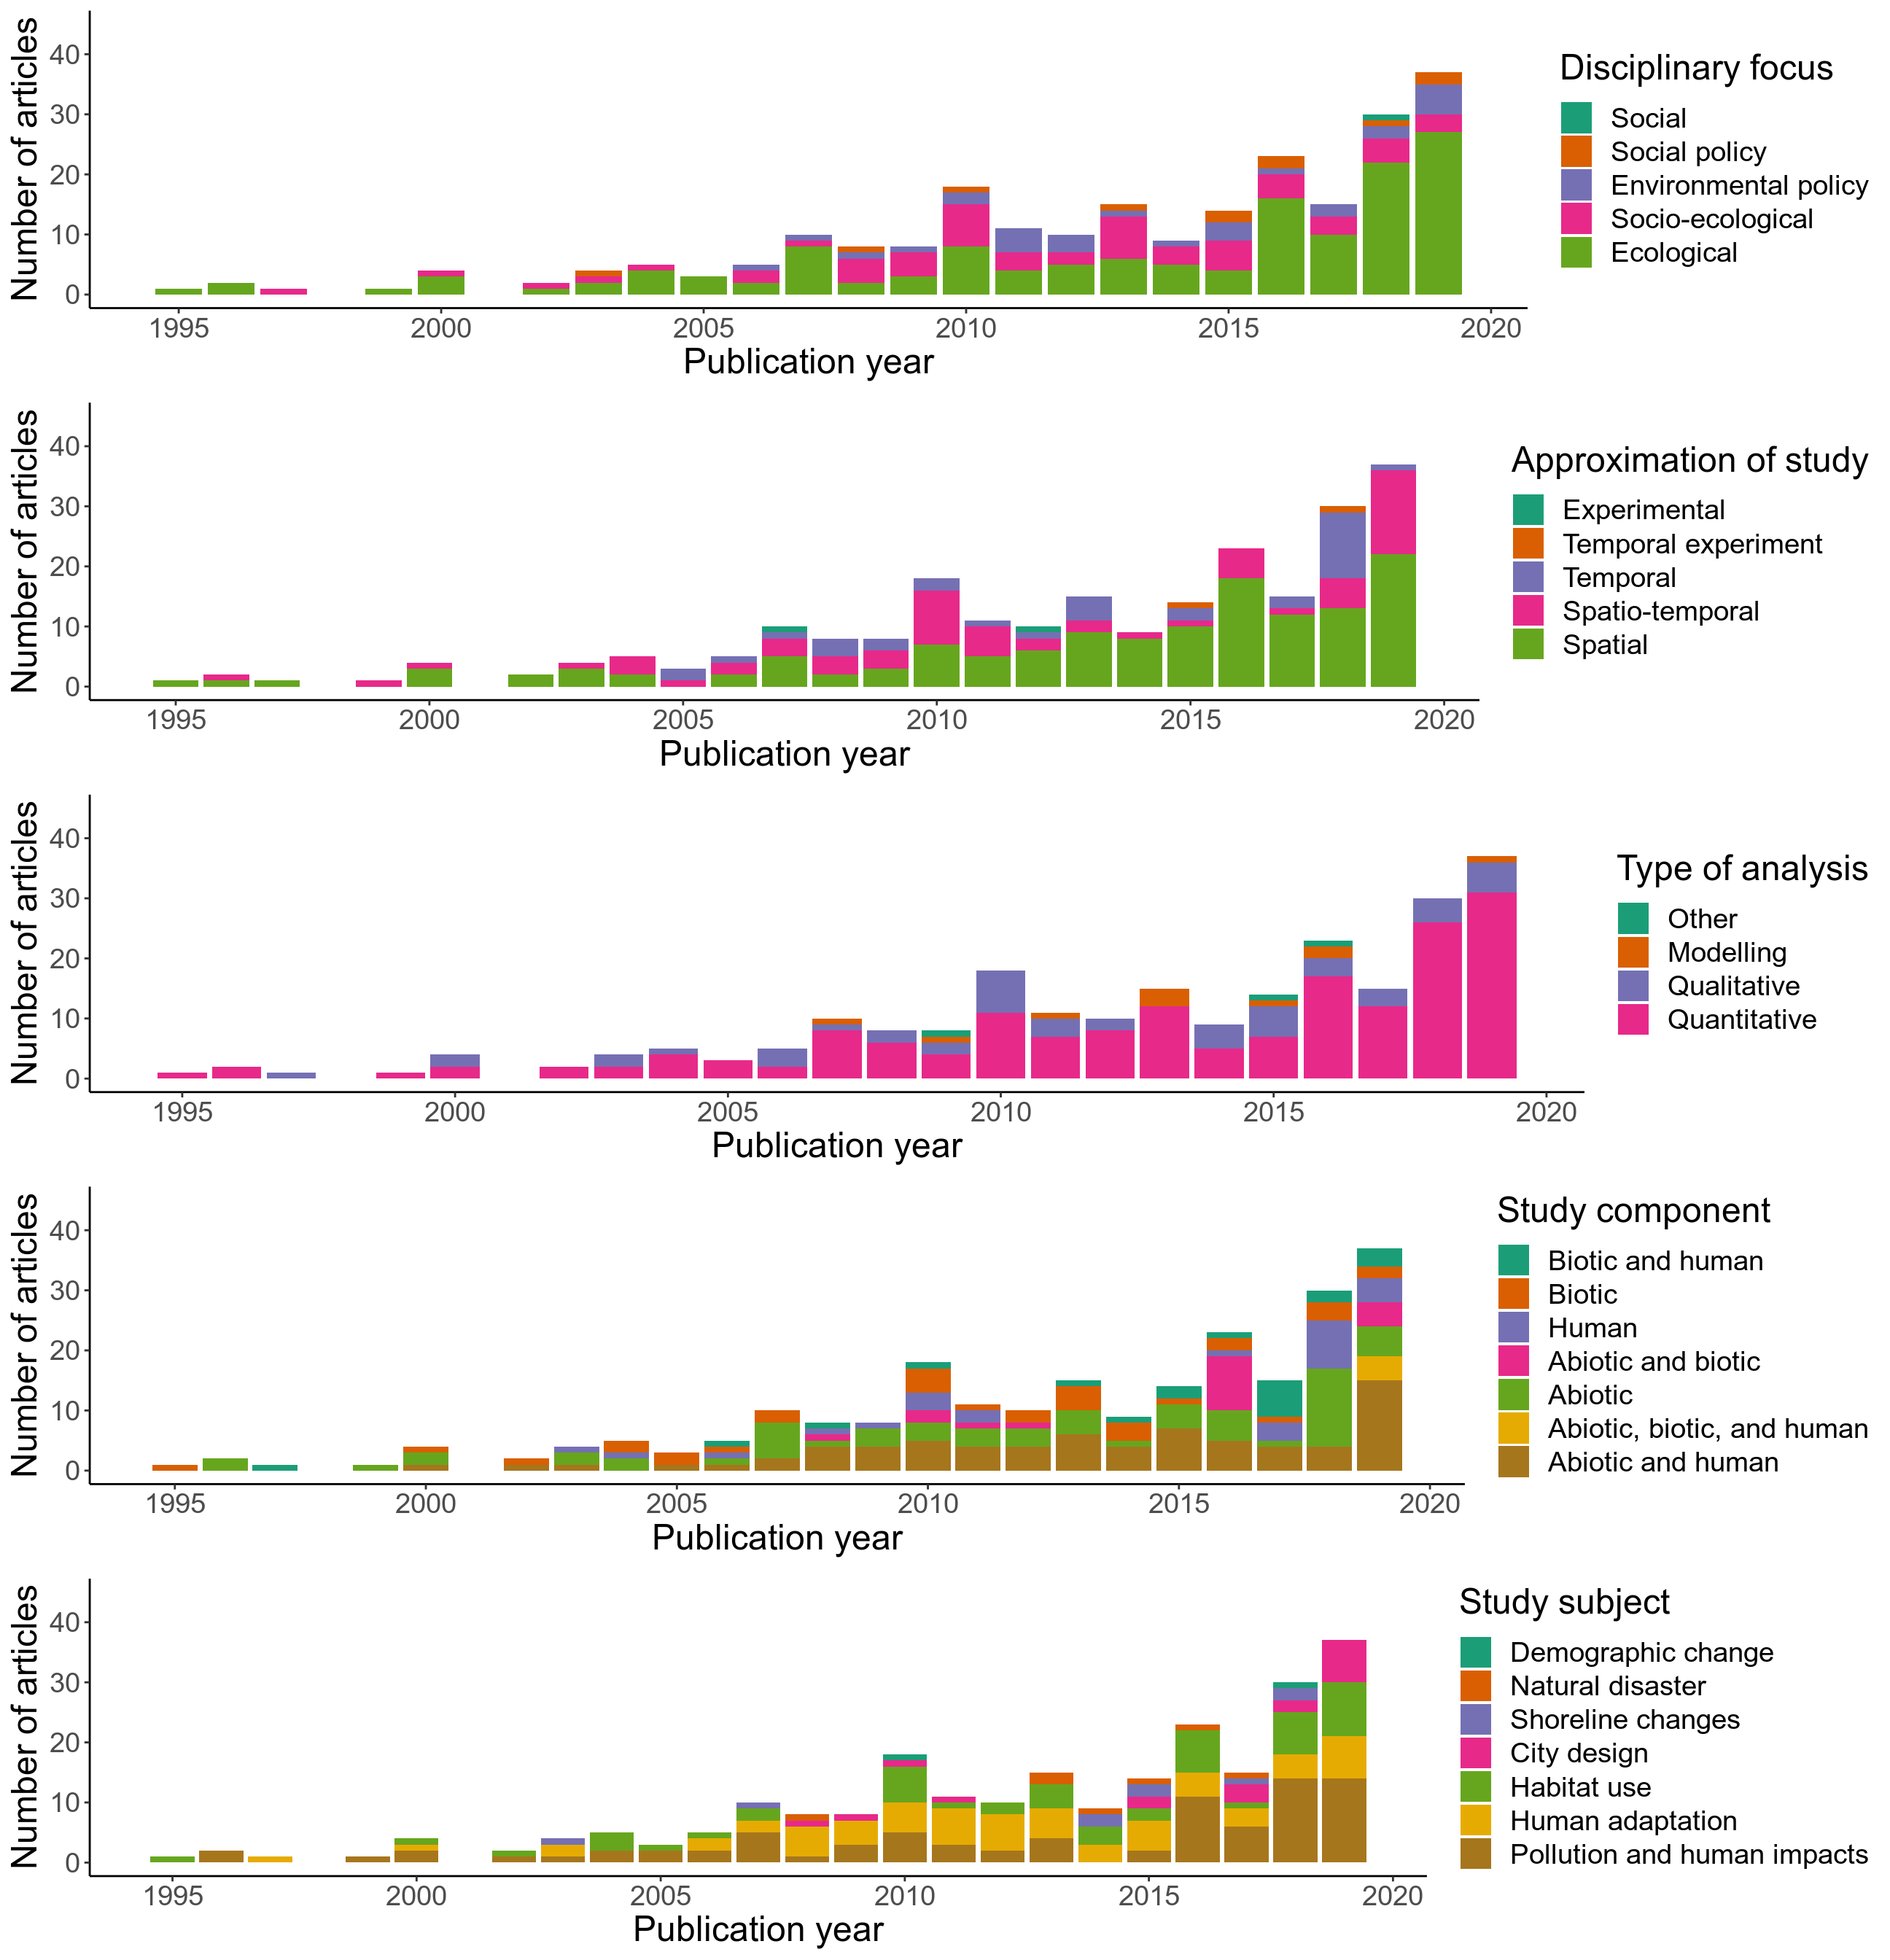 Number of articles
40
30
20
10
0
1995 2000 2005 2010 2015 2020
Publication year
Disciplinary focus
Social
Social policy
Environmental policy
Socio-ecological
Ecological
Number of articles
40
30
20
10
0
1995 2000 2005 2010 2015 2020
Publication year
Approximation of study
Experimental
Temporal experiment
Temporal
Spatio-temporal
Spatial
Number of articles
40
30
20
10
0
1995 2000 2005 2010 2015 2020
Publication year
Type of analysis
Other
Modelling
Qualitative
Quantitative
Number of articles
40
30
20
10
0
1995 2000 2005 2010 2015 2020
Publication year
Study component
Biotic and human
Biotic
Human
Abiotic and biotic
Abiotic
Abiotic, biotic, and human
Abiotic and human
Number of articles
40
30
20
10
0
1995 2000 2005 2010 2015 2020
Publication year
Study subject
Demographic change
Natural disaster
Shoreline changes
City design
Habitat use
Human adaptation
Pollution and human impacts